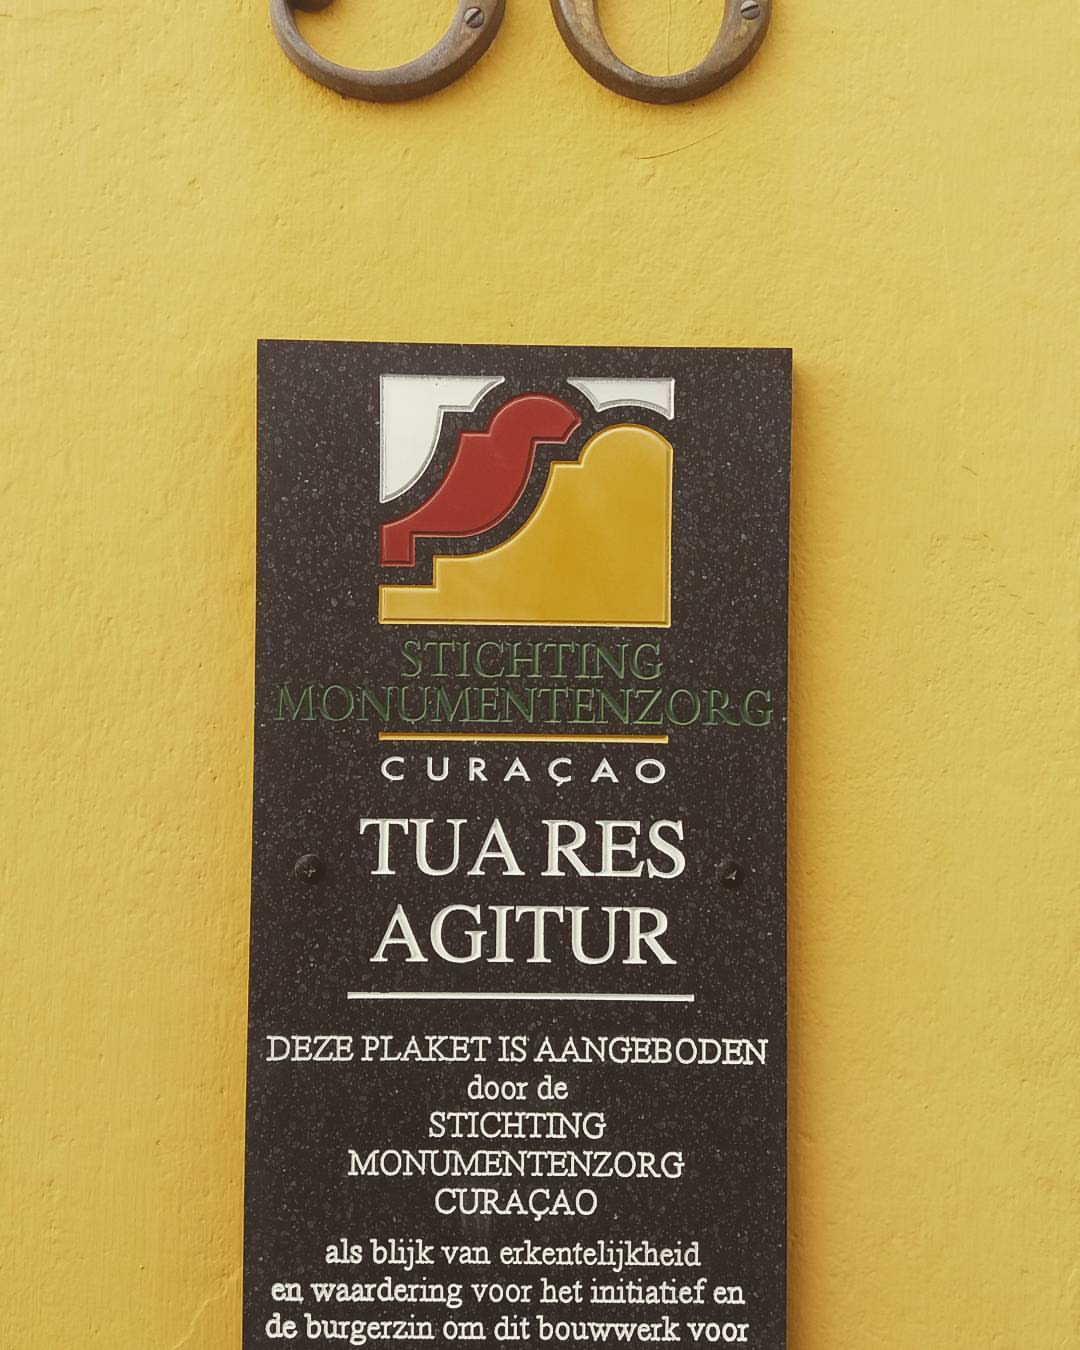 STICHTING
MONUMENTENZORG
CURAÇAO
TUA RES
AGITUR
DEZE PLAKET IS AANGEBODEN
door de
STICHTING
MONUMENTENZORG
CURAÇAO
als blijk van erkentelijkheid
en waardering voor het initiatief en
de burgerzin om dit bouwwerk voor